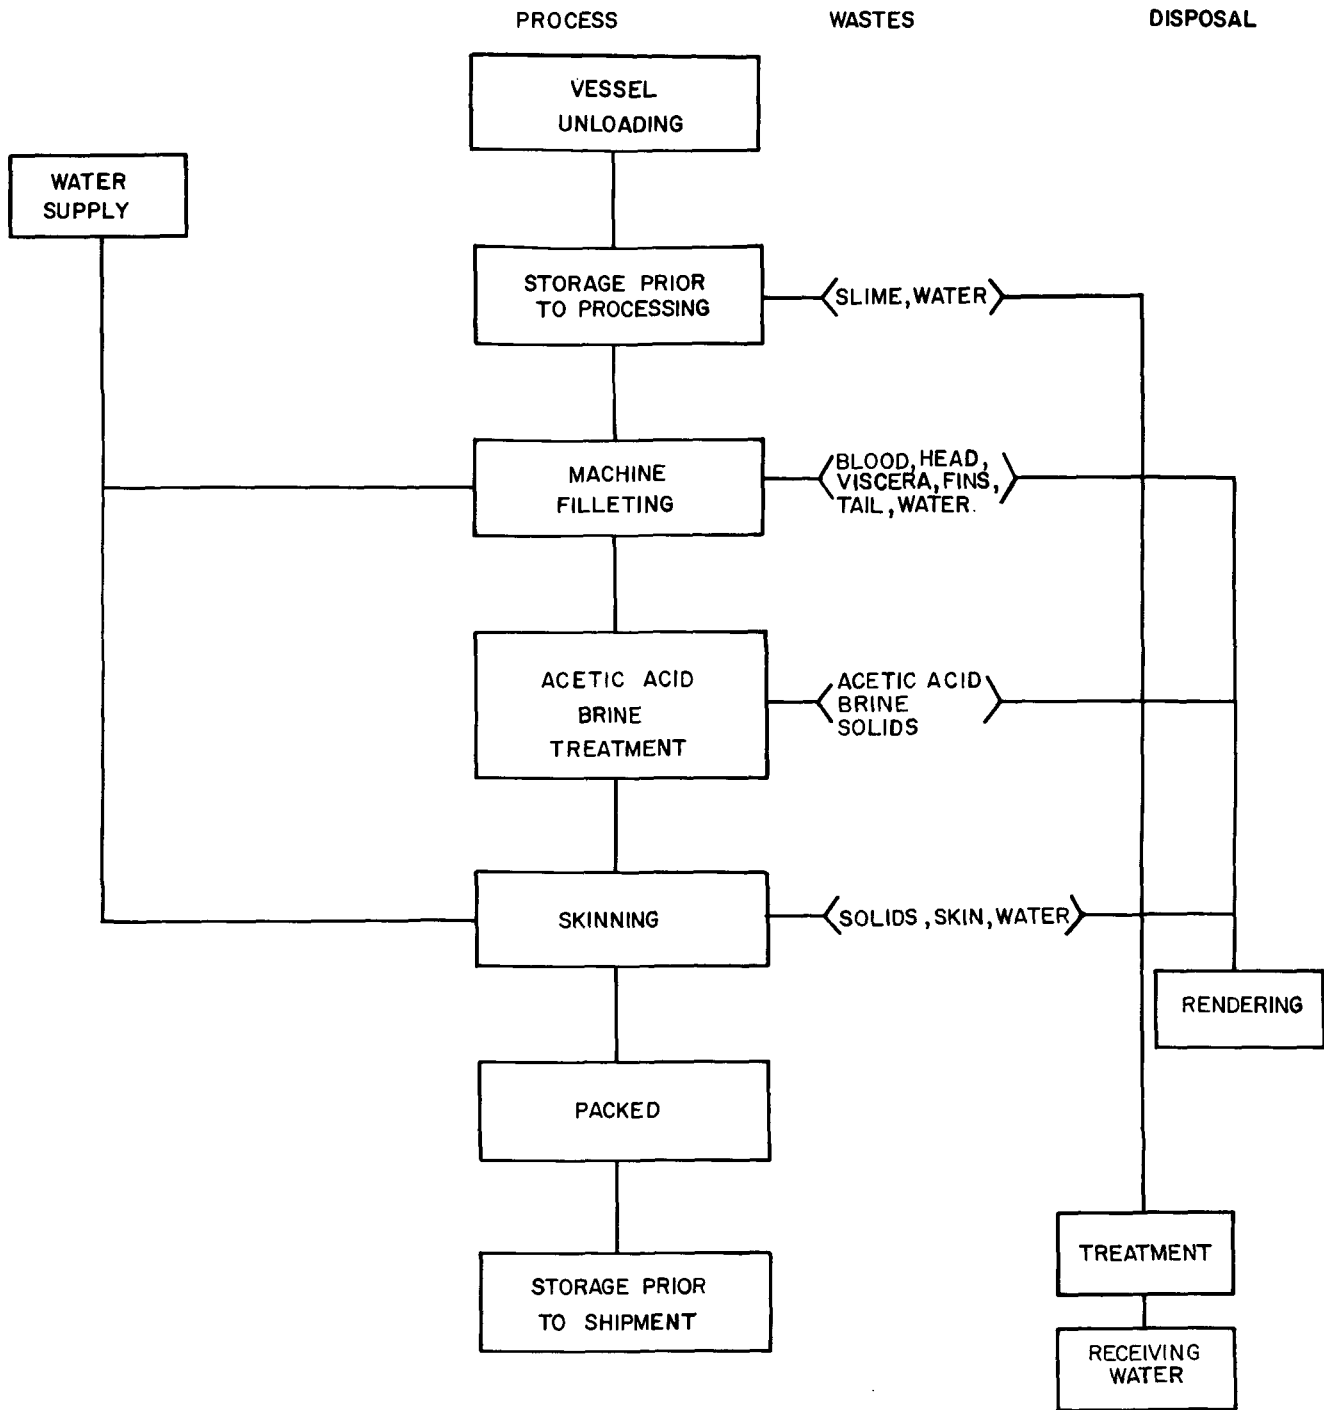 PROCESS WASTES DISPOSAL
VESSEL
UNLOADING
WATER
SUPPLY
STORAGE PRIOR
TO PROCESSING
SLIME, WATER
MACHINE
FILLETING
BLOOD, HEAD,
VISCERA, FINS,
TAIL, WATER.
ACETIC ACID
BRINE
TREATMENT
ACETIC ACID
BRINE
SOLIDS
SKINNING
SOLIDS, SKIN, WATER
RENDERING
PACKED
TREATMENT
STORAGE PRIOR
TO SHIPMENT
RECEIVING
WATER